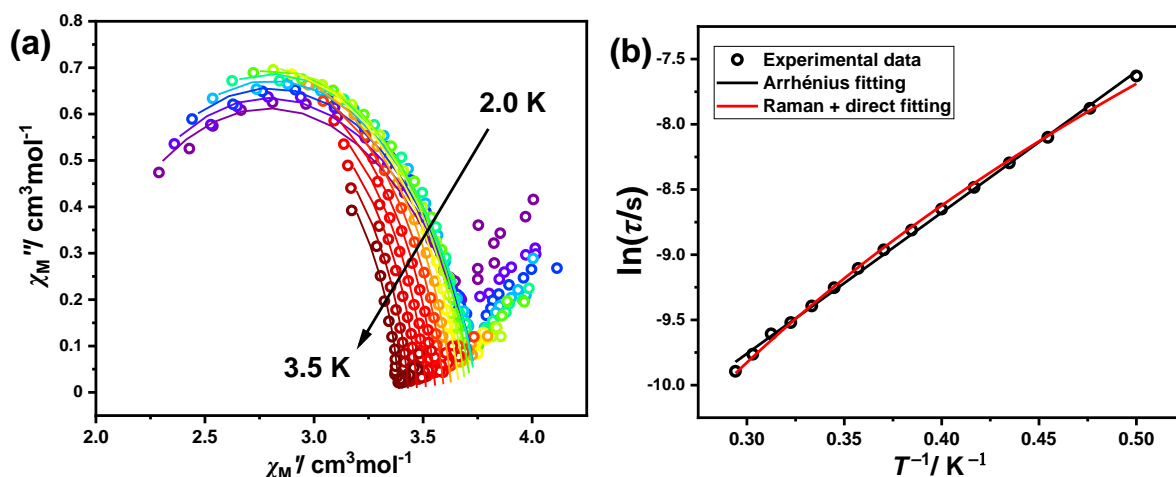 (a)
0.8
0.7
0.6
0.5
0.4
0.3
0.2
0.1
0
χM″/ cm³mol⁻¹
2.0 K
3.5 K
2.0 2.5 3.0 3.5 4.0
χM′/ cm³mol⁻¹
(b)
Experimental data
Arrhénius fitting
Raman + direct fitting
-7.5
-8.0
-8.5
-9.0
-9.5
-10.0
ln(τ/s)
0.30 0.35 0.40 0.45 0.50
T⁻¹/ K⁻¹